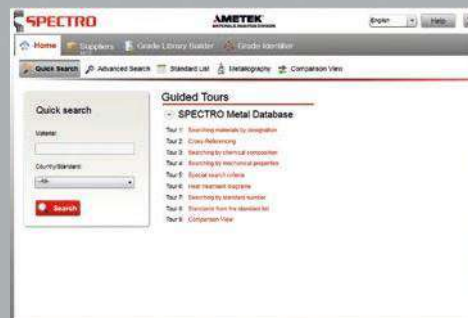 SPECTRO
AMETEK
MATERIALS ANALYSIS DIVISION
English
Help
Home
Suppliers
Grade Library Builder
Grade Identifier
Quick Search
Advanced Search
Standard List
Metallography
Comparison View
Quick search
Material:
Country/Standard:
--All--
Search
Guided Tours
SPECTRO Metal Database
Tour 1: Searching materials by designation
Tour 2: Cross-Referencing
Tour 3: Searching by chemical composition
Tour 4: Searching by mechanical properties
Tour 5: Special search criteria
Tour 6: Heat treatment diagrams
Tour 7: Searching by standard number
Tour 8: Standards from the standard list
Tour 9: Comparison View